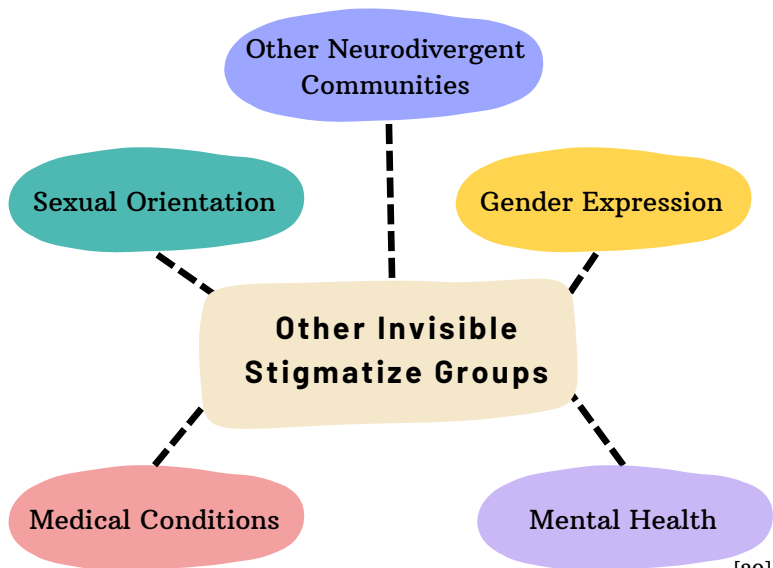 Other Neurodivergent
Communities
Sexual Orientation
Gender Expression
Other Invisible
Stigmatize Groups
Medical Conditions
Mental Health